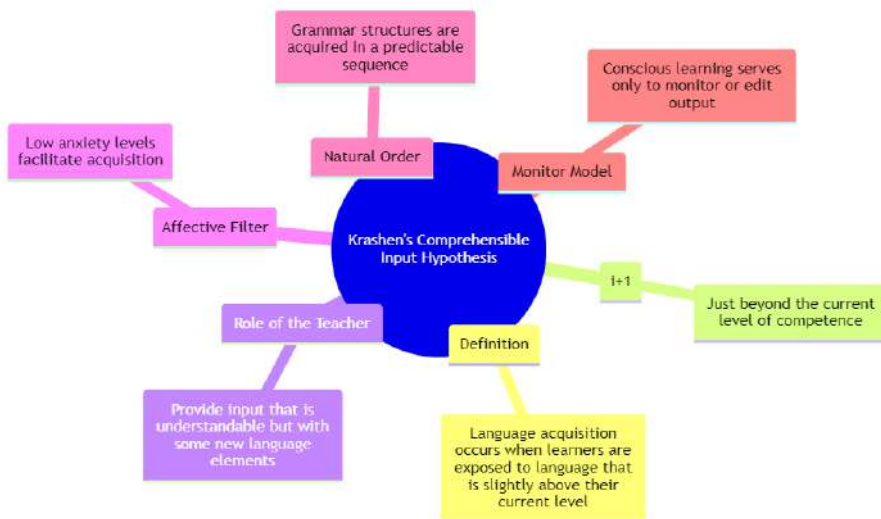 Krashen's Comprehensible
Input Hypothesis
Natural Order
Grammar structures are
acquired in a predictable
sequence
Monitor Model
Conscious learning serves
only to monitor or edit
output
i+1
Just beyond the current
level of competence
Definition
Language acquisition
occurs when learners are
exposed to language that
is slightly above their
current level
Role of the Teacher
Provide input that is
understandable but with
some new language
elements
Affective Filter
Low anxiety levels
facilitate acquisition